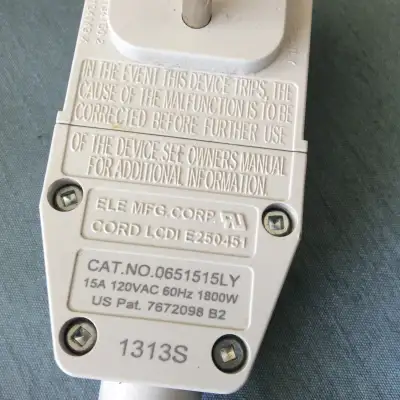 IN THE EVENT THIS DEVICE TRIPS, THE
CAUSE OF THE MALFUNCTION IS TO BE
CORRECTED BEFORE FURTHER USE
OF THE DEVICE SEE OWNERS MANUAL
FOR ADDITIONAL INFORMATION.
ELE MFG.CORP
CORD LCDI E250451
CAT.NO.0651515LY
15A 120VAC 60Hz 1800W
US Pat. 7672098 B2
1313S